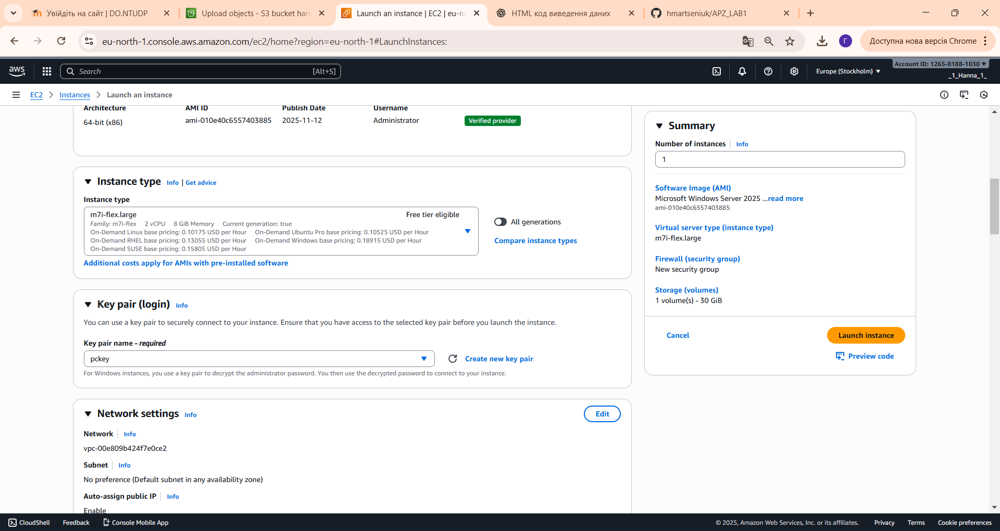 Увійдіть на сайт | DO.NTUDP
Upload objects - S3 bucket han
Launch an instance | EC2 | eu-no
HTML код виведення даних
hmartseniuk/APZ_LAB1
eu-north-1.console.aws.amazon.com/ec2/home?region=eu-north-1#LaunchInstances:
Г
Доступна нова версія Chrome
aws
Search
[Alt+S]
Europe (Stockholm)
Account ID: 1265-8188-1030
_1_Hanna_1_
EC2
Instances
Launch an instance
Architecture
64-bit (x86)
AMI ID
ami-010e40c6557403885
Publish Date
2025-11-12
Username
Administrator
Verified provider
Instance type
Info | Get advice
Instance type
m7i-flex.large
Free tier eligible
Family: m7i-flex 2 vCPU 8 GiB Memory Current generation: true
On-Demand Linux base pricing: 0.10175 USD per Hour On-Demand Ubuntu Pro base pricing: 0.10525 USD per Hour
On-Demand RHEL base pricing: 0.13055 USD per Hour On-Demand Windows base pricing: 0.18915 USD per Hour
On-Demand SUSE base pricing: 0.15805 USD per Hour
All generations
Compare instance types
Additional costs apply for AMIs with pre-installed software
Key pair (login)
Info
You can use a key pair to securely connect to your instance. Ensure that you have access to the selected key pair before you launch the instance.
Key pair name - required
pckey
Create new key pair
For Windows instances, you use a key pair to decrypt the administrator password. You then use the decrypted password to connect to your instance.
Network settings
Info
Edit
Network
Info
vpc-00e809b424f7e0ce2
Subnet
Info
No preference (Default subnet in any availability zone)
Auto-assign public IP
Info
Enable
Summary
Number of instances
Info
1
Software Image (AMI)
Microsoft Windows Server 2025 ...read more
ami-010e40c6557403885
Virtual server type (instance type)
m7i-flex.large
Firewall (security group)
New security group
Storage (volumes)
1 volume(s) - 30 GiB
Cancel
Launch instance
Preview code
CloudShell
Feedback
Console Mobile App
© 2025, Amazon Web Services, Inc. or its affiliates.
Privacy
Terms
Cookie preferences